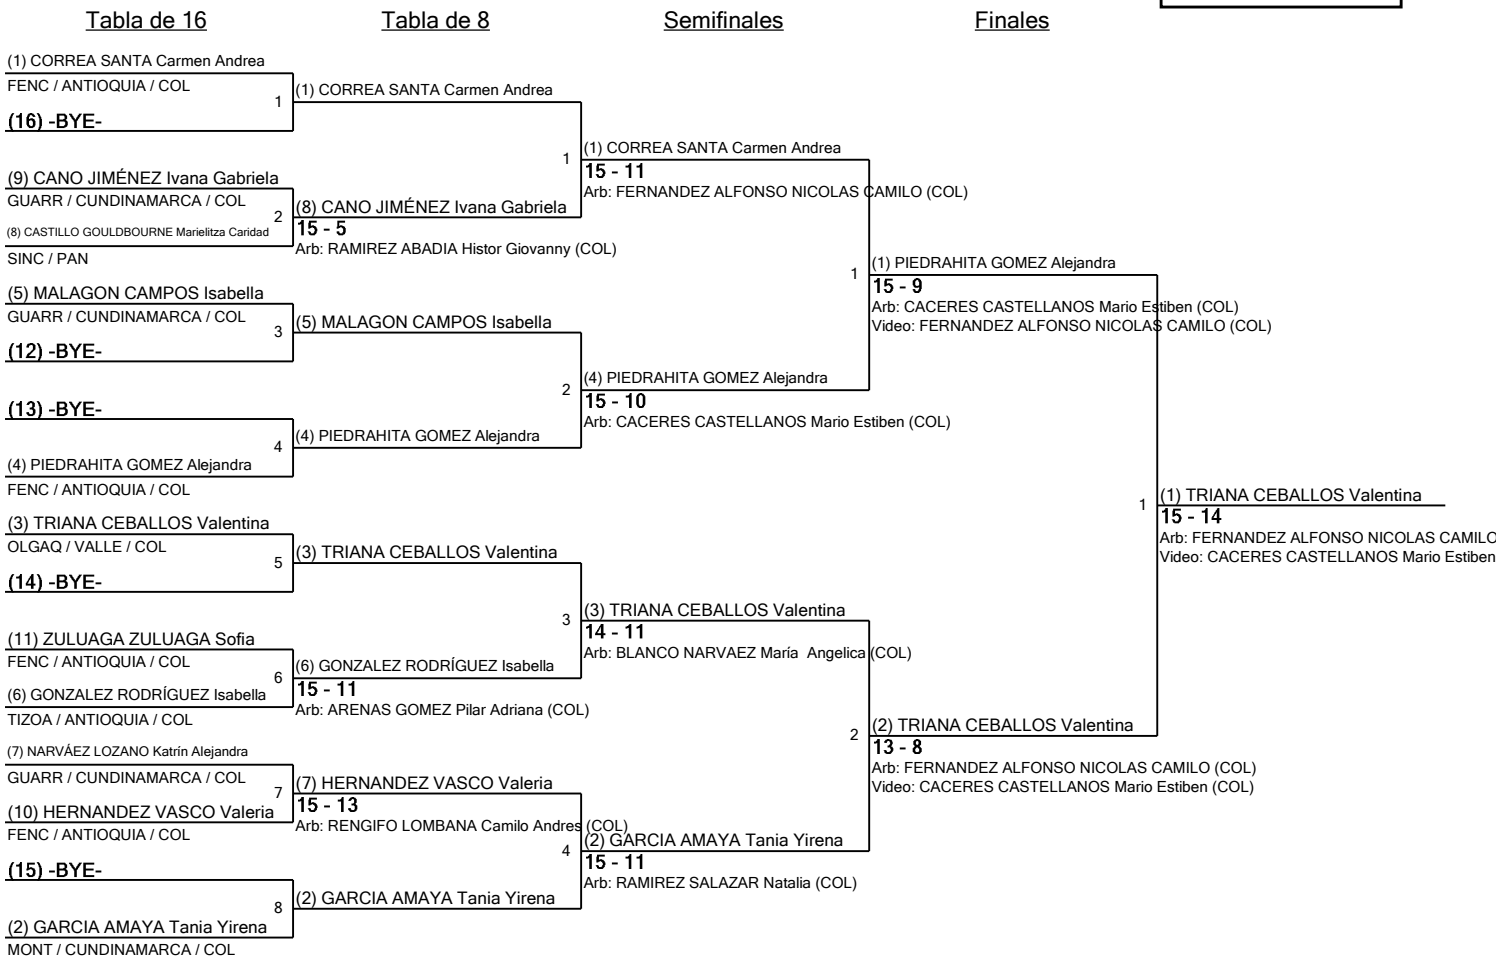 Tabla de 16
Tabla de 8
Semifinales
Finales
(1) CORREA SANTA Carmen Andrea
FENC / ANTIOQUIA / COL
1
(16) -BYE-
(9) CANO JIMÉNEZ Ivana Gabriela
GUARR / CUNDINAMARCA / COL
2
(8) CASTILLO GOULDBOURNE Marielitza Caridad
SINC / PAN
(5) MALAGON CAMPOS Isabella
GUARR / CUNDINAMARCA / COL
3
(12) -BYE-
(13) -BYE-
4
(4) PIEDRAHITA GOMEZ Alejandra
FENC / ANTIOQUIA / COL
(3) TRIANA CEBALLOS Valentina
OLGAQ / VALLE / COL
5
(14) -BYE-
(11) ZULUAGA ZULUAGA Sofia
FENC / ANTIOQUIA / COL
6
(6) GONZALEZ RODRÍGUEZ Isabella
TIZOA / ANTIOQUIA / COL
(7) NARVÁEZ LOZANO Katrín Alejandra
GUARR / CUNDINAMARCA / COL
7
(10) HERNANDEZ VASCO Valeria
FENC / ANTIOQUIA / COL
(15) -BYE-
8
(2) GARCIA AMAYA Tania Yirena
MONT / CUNDINAMARCA / COL
(1) CORREA SANTA Carmen Andrea
1
(8) CANO JIMÉNEZ Ivana Gabriela
15 - 5
Arb: RAMIREZ ABADIA Histor Giovanny (COL)
(5) MALAGON CAMPOS Isabella
2
(4) PIEDRAHITA GOMEZ Alejandra
(3) TRIANA CEBALLOS Valentina
3
(6) GONZALEZ RODRÍGUEZ Isabella
15 - 11
Arb: ARENAS GOMEZ Pilar Adriana (COL)
(7) HERNANDEZ VASCO Valeria
15 - 13
Arb: RENGIFO LOMBANA Camilo Andres (COL)
4
(2) GARCIA AMAYA Tania Yirena
(1) CORREA SANTA Carmen Andrea
15 - 11
Arb: FERNANDEZ ALFONSO NICOLAS CAMILO (COL)
1
(4) PIEDRAHITA GOMEZ Alejandra
15 - 10
Arb: CACERES CASTELLANOS Mario Estiben (COL)
(3) TRIANA CEBALLOS Valentina
14 - 11
Arb: BLANCO NARVAEZ María  Angelica (COL)
2
(2) GARCIA AMAYA Tania Yirena
15 - 11
Arb: RAMIREZ SALAZAR Natalia (COL)
(1) PIEDRAHITA GOMEZ Alejandra
15 - 9
Arb: CACERES CASTELLANOS Mario Estiben (COL)
Video: FERNANDEZ ALFONSO NICOLAS CAMILO (COL)
1
(2) TRIANA CEBALLOS Valentina
13 - 8
Arb: FERNANDEZ ALFONSO NICOLAS CAMILO (COL)
Video: CACERES CASTELLANOS Mario Estiben (COL)
(1) TRIANA CEBALLOS Valentina
15 - 14
Arb: FERNANDEZ ALFONSO NICOLAS CAMILO
Video: CACERES CASTELLANOS Mario Estiben